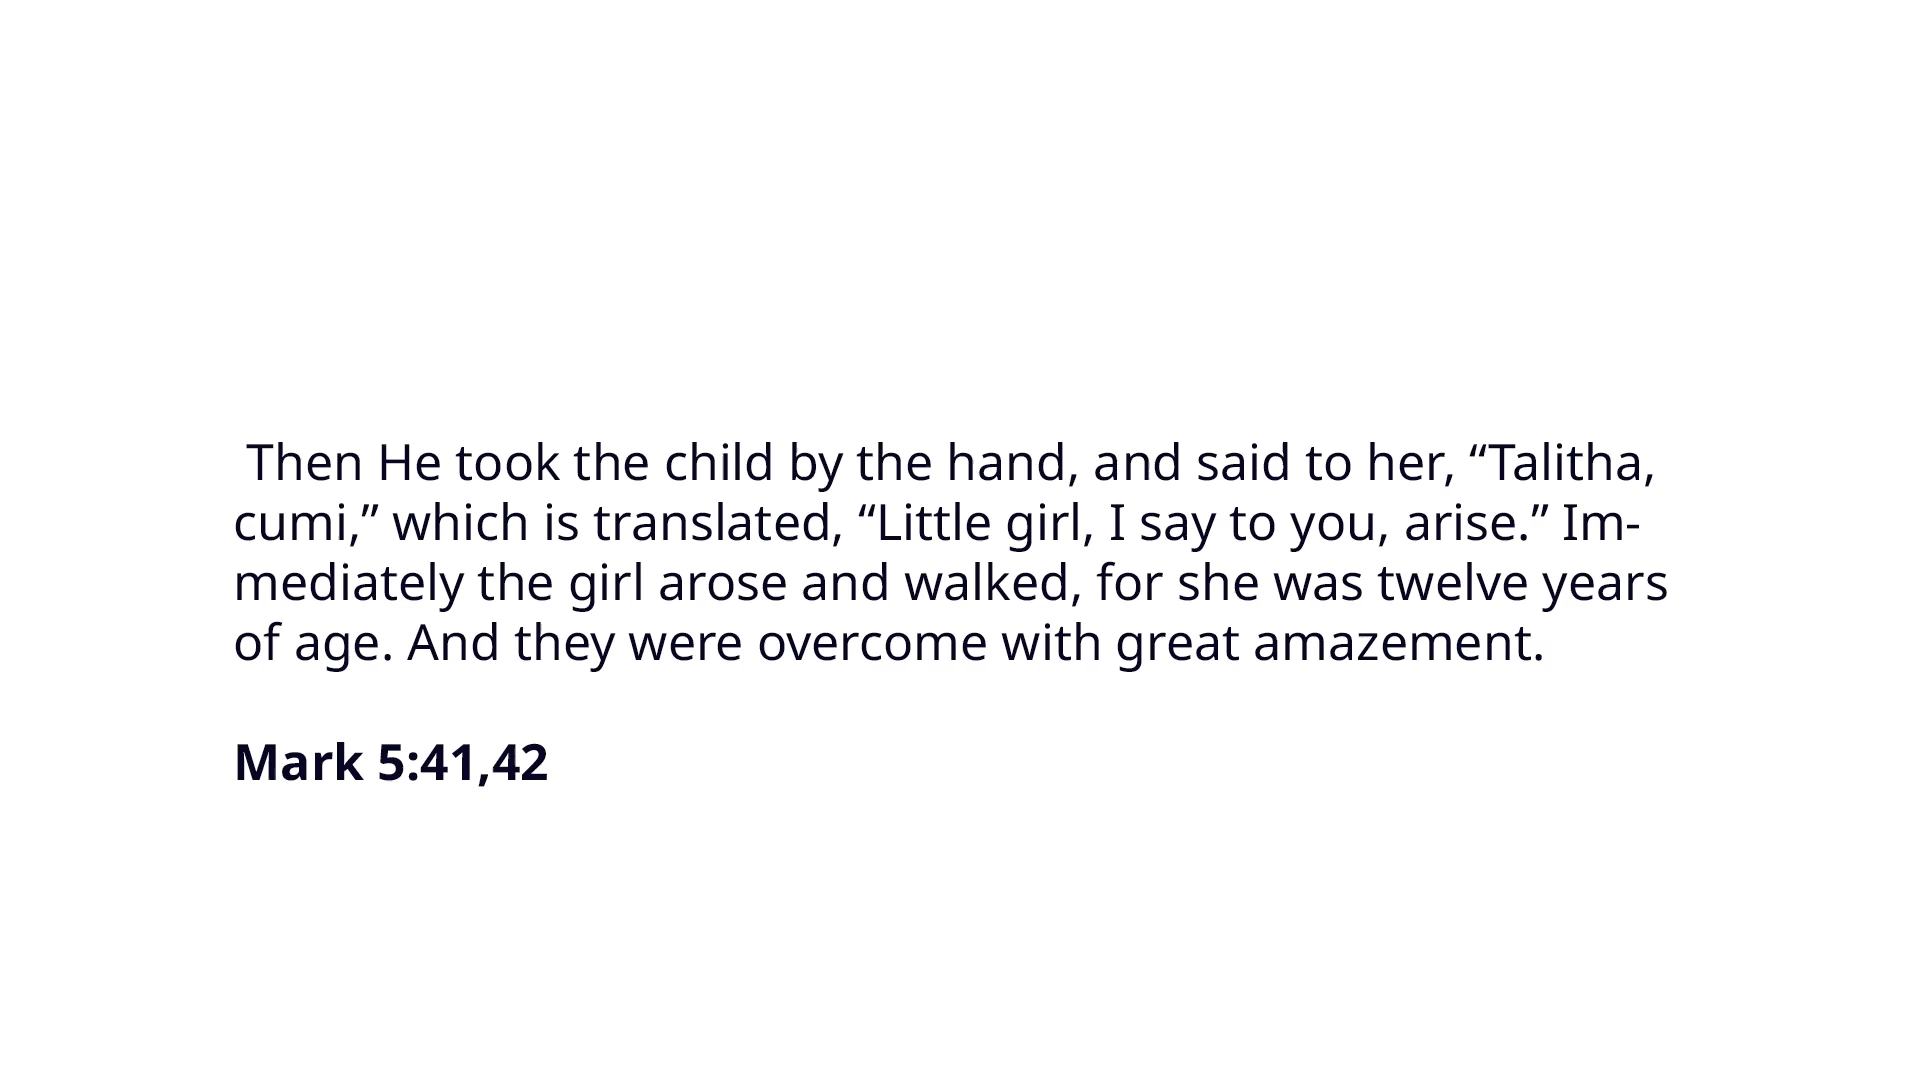 Then He took the child by the hand, and said to her, “Talitha,
cumi,” which is translated, “Little girl, I say to you, arise.” Im-
mediately the girl arose and walked, for she was twelve years
of age. And they were overcome with great amazement.
Mark 5:41,42